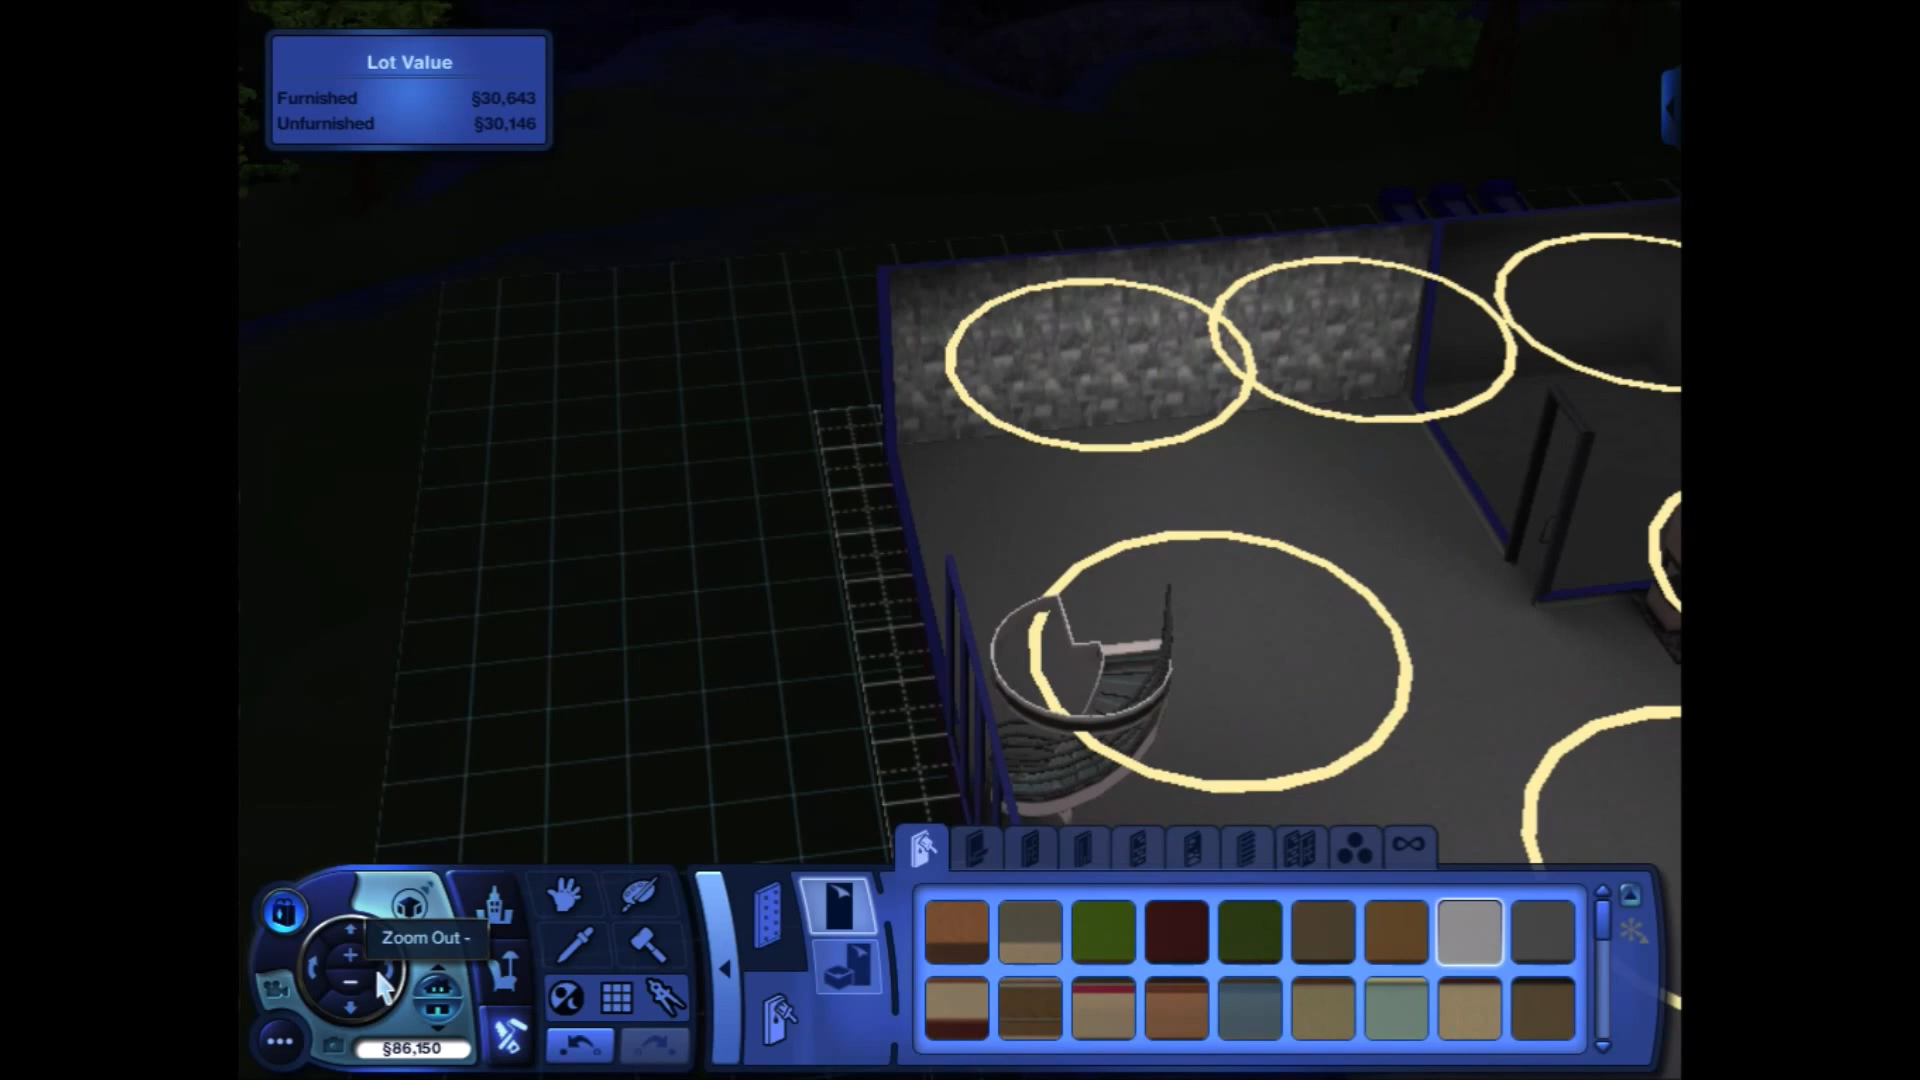 Lot Value
Furnished §30,643
Unfurnished §30,146
Zoom Out -
§86,150